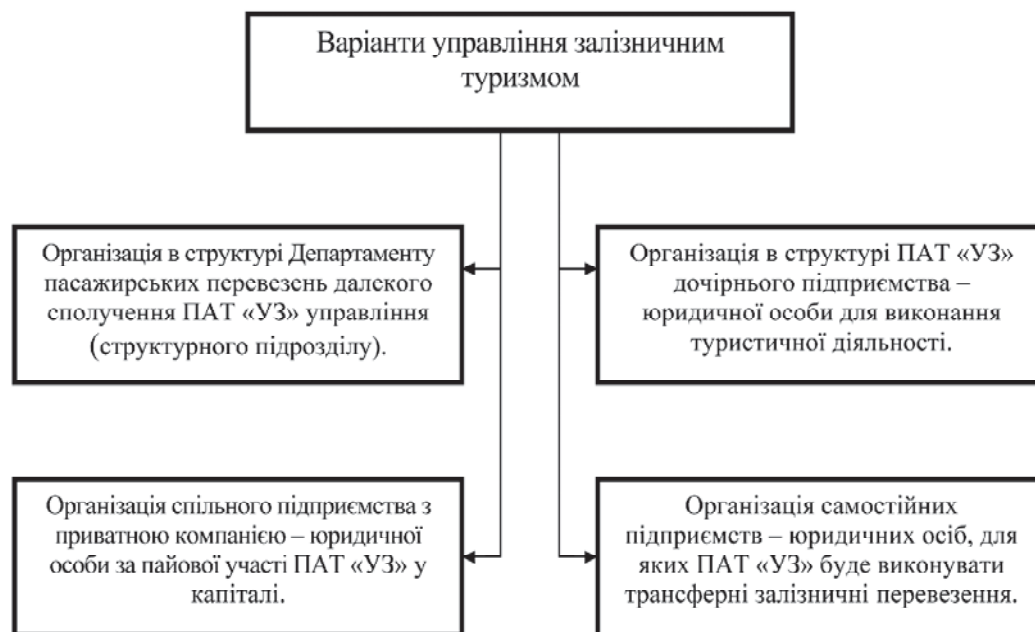 Варіанти управління залізничним
туризмом
Організація в структурі Департаменту
пасажирських перевезень далекого
сполучення ПАТ «УЗ» управління
(структурного підрозділу).
Організація в структурі ПАТ «УЗ»
дочірнього підприємства –
юридичної особи для виконання
туристичної діяльності.
Організація спільного підприємства з
приватною компанією – юридичної
особи за пайової участі ПАТ «УЗ» у
капіталі.
Організація самостійних
підприємств – юридичних осіб, для
яких ПАТ «УЗ» буде виконувати
трансферні залізничні перевезення.